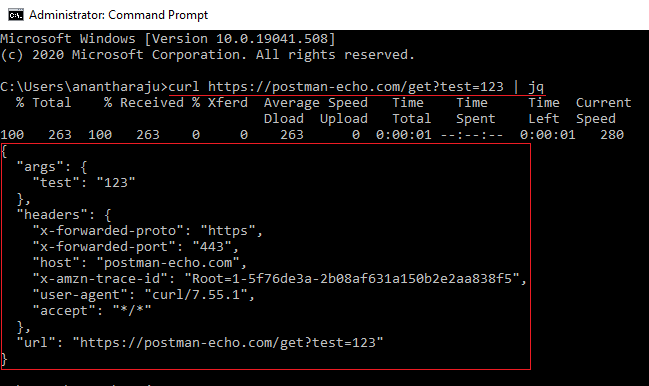 Administrator: Command Prompt
Microsoft Windows [Version 10.0.19041.508]
(c) 2020 Microsoft Corporation. All rights reserved.
C:\Users\anantharaju>curl https://postman-echo.com/get?test=123 | jq
  % Total    % Received % Xferd  Average Speed   Time    Time     Time  Current
                                 Dload  Upload   Total   Spent    Left  Speed
100   263  100   263    0     0    263      0  0:00:01 --:--:--  0:00:01   280
{
  "args": {
    "test": "123"
  },
  "headers": {
    "x-forwarded-proto": "https",
    "x-forwarded-port": "443",
    "host": "postman-echo.com",
    "x-amzn-trace-id": "Root=1-5f76de3a-2b08af631a150b2e2aa838f5",
    "user-agent": "curl/7.55.1",
    "accept": "*/*"
  },
  "url": "https://postman-echo.com/get?test=123"
}